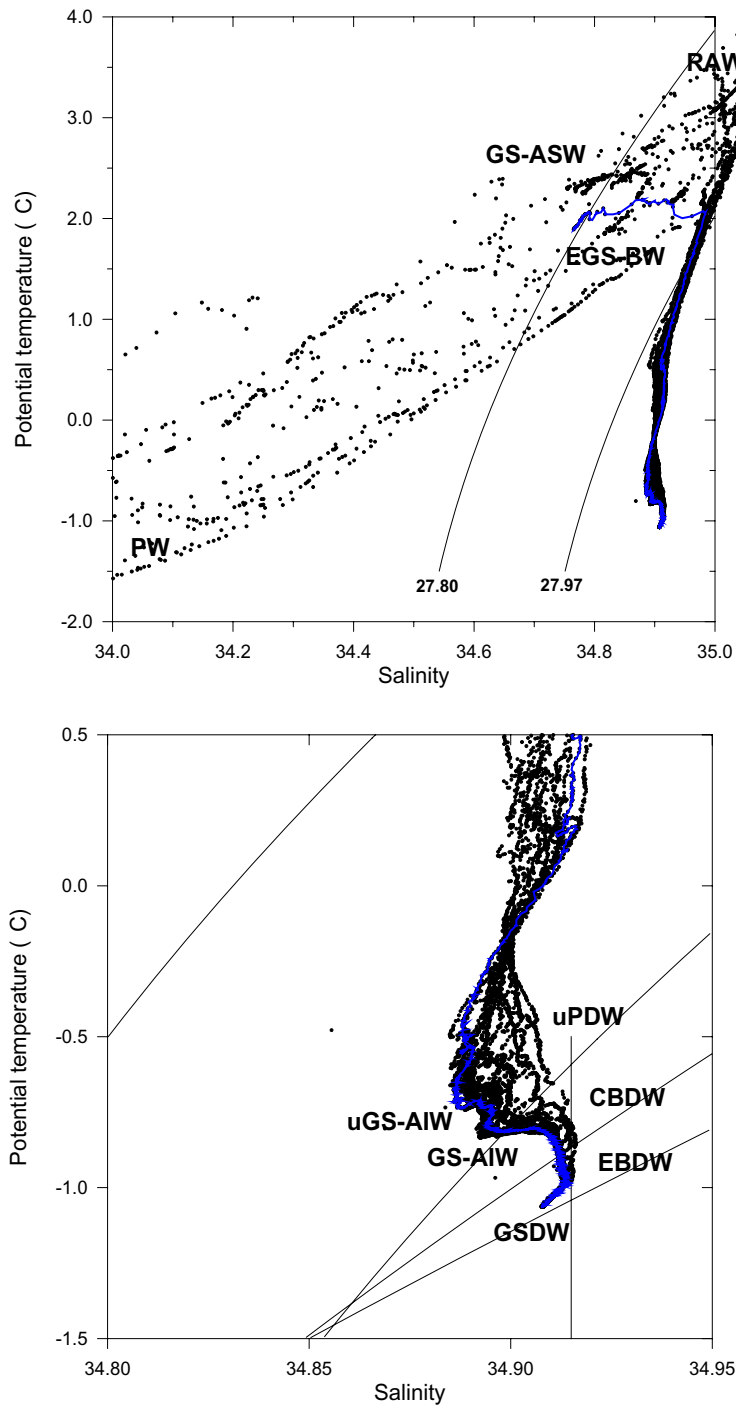 4.0
RAW
3.0
GS-ASW
2.0
EGS-BW
1.0
Potential temperature ( C)
0.0
-1.0
PW
27.80
27.97
-2.0
34.0
34.2
34.4
34.6
34.8
35.0
Salinity
0.5
0.0
Potential temperature ( C)
uPDW
-0.5
CBDW
uGS-AIW
GS-AIW
EBDW
-1.0
GSDW
-1.5
34.80
34.85
34.90
34.95
Salinity